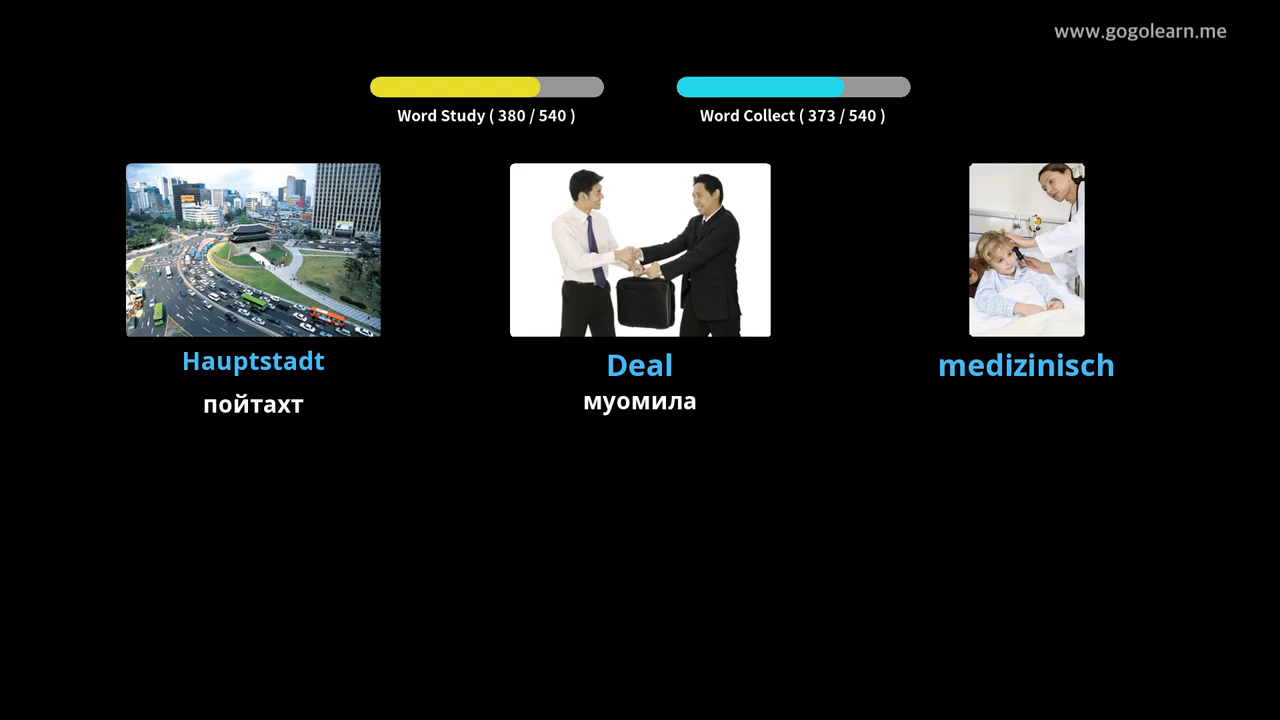 www.gogolearn.me
Word Study ( 380 / 540 )
Word Collect ( 373 / 540 )
Hauptstadt
пойтахт
Deal
муомила
medizinisch